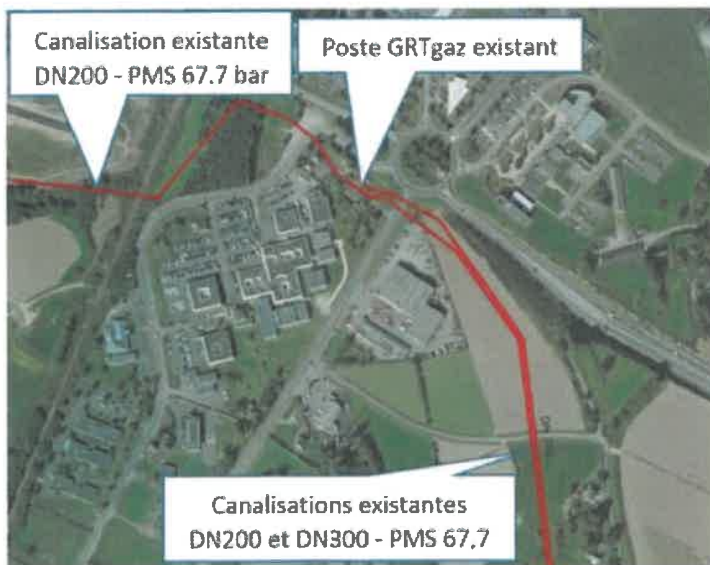 Canalisation existante
DN200 - PMS 67.7 bar
Poste GRTgaz existant
Canalisations existantes
DN200 et DN300 - PMS 67.7